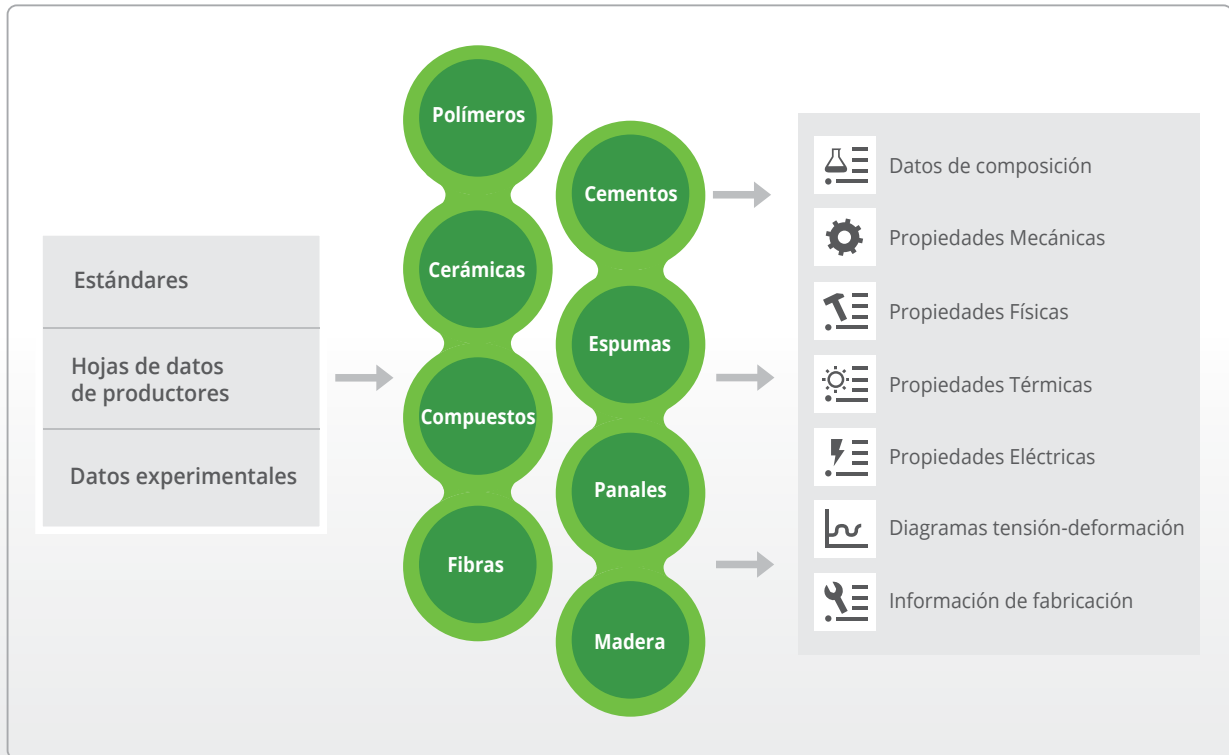 Estándares
Hojas de datos
de productores
Datos experimentales
Polímeros
Cerámicas
Compuestos
Fibras
Cementos
Espumas
Panales
Madera
Datos de composición
Propiedades Mecánicas
Propiedades Físicas
Propiedades Térmicas
Propiedades Eléctricas
Diagramas tensión-deformación
Información de fabricación